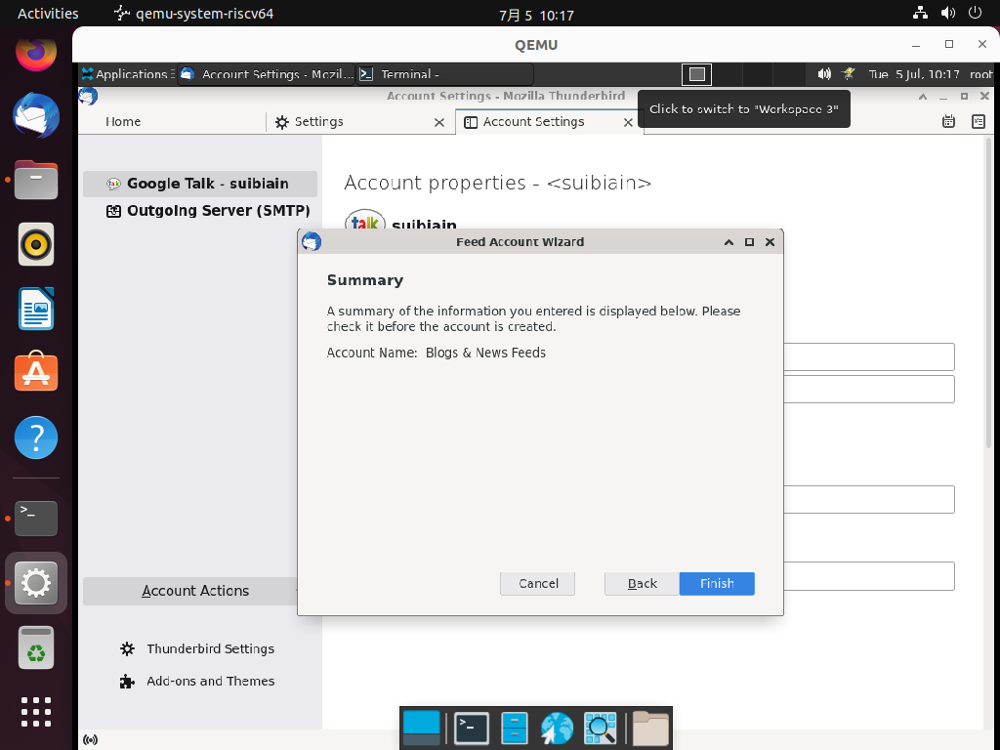 Activities
qemu-system-riscv64
7月 5 10:17
QEMU
Applications
Account Settings - Mozil...
Terminal -
Tue 5 Jul, 10:17
root
Account Settings - Mozilla Thunderbird
Click to switch to "Workspace 3"
Home
Settings
Account Settings
Google Talk - suibiain
Outgoing Server (SMTP)
Account properties - <suibiain>
talk
suibiain
Feed Account Wizard
Summary
A summary of the information you entered is displayed below. Please
check it before the account is created.
Account Name: Blogs & News Feeds
Cancel
Back
Finish
Account Actions
Thunderbird Settings
Add-ons and Themes